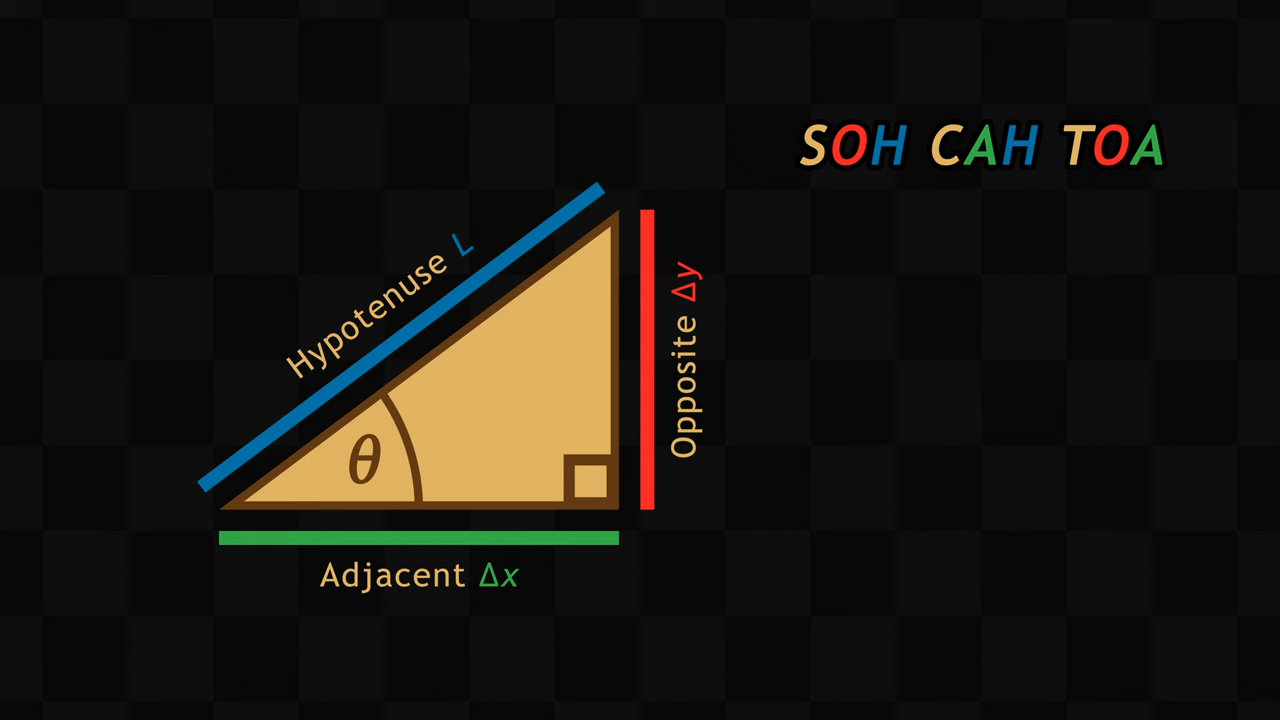 SOH CAH TOA
Hypotenuse L
Opposite Δy
θ
Adjacent Δx